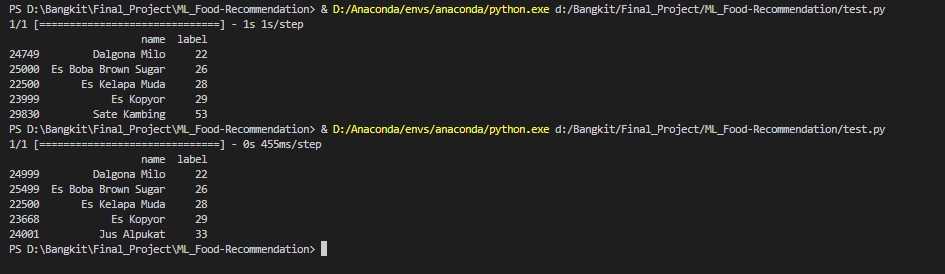 PS D:\Bangkit\Final_Project\ML_Food-Recommendation> & D:/Anaconda/envs/anaconda/python.exe d:/Bangkit/Final_Project/ML_Food-Recommendation/test.py
1/1 [==============================] - 1s 1s/step
name label
24749 Dalgona Milo 22
25000 Es Boba Brown Sugar 26
22500 Es Kelapa Muda 28
23999 Es Kopyor 29
29830 Sate Kambing 53
PS D:\Bangkit\Final_Project\ML_Food-Recommendation> & D:/Anaconda/envs/anaconda/python.exe d:/Bangkit/Final_Project/ML_Food-Recommendation/test.py
1/1 [==============================] - 0s 455ms/step
name label
24999 Dalgona Milo 22
25499 Es Boba Brown Sugar 26
22500 Es Kelapa Muda 28
23668 Es Kopyor 29
24001 Jus Alpukat 33
PS D:\Bangkit\Final_Project\ML_Food-Recommendation>